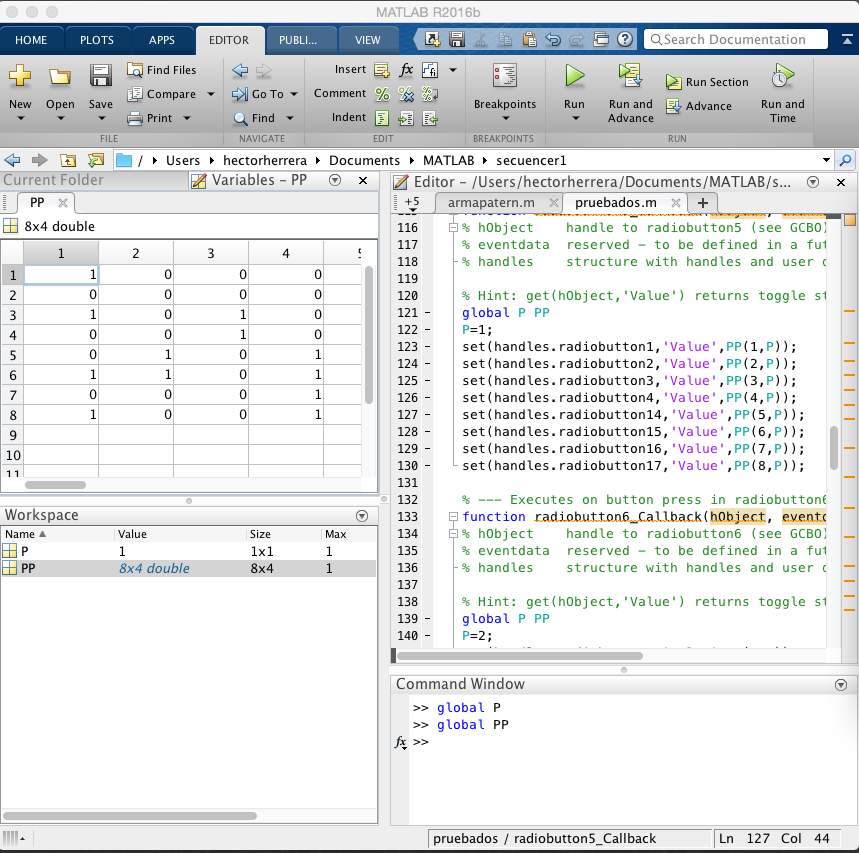 MATLAB R2016b
HOME PLOTS APPS EDITOR PUBLI... VIEW Search Documentation
New Open Save Find Files Compare Print
Go To Find
Insert fx Comment Indent
Breakpoints
Run Run and Advance Run Section Advance Run and Time
FILE NAVIGATE EDIT BREAKPOINTS RUN
/ Users hectorherrera Documents MATLAB secuencer1
Current Folder Variables - PP
PP
8x4 double
1 2 3 4
1 1 0 0 0
2 0 0 0 0
3 1 0 1 0
4 0 0 1 0
5 0 1 0 1
6 1 1 0 1
7 0 0 0 1
8 1 0 0 1
9
10
11
Workspace
Name Value Size Max
P 1 1x1 1
PP 8x4 double 8x4 1
Editor - /Users/hectorherrera/Documents/MATLAB/s...
+5 armapatern.m pruebados.m +
116 % hObject    handle to radiobutton5 (see GCBO)
117 % eventdata  reserved - to be defined in a fut
118 % handles    structure with handles and user d
119
120 % Hint: get(hObject,'Value') returns toggle st
121 - global P PP
122 - P=1;
123 - set(handles.radiobutton1,'Value',PP(1,P));
124 - set(handles.radiobutton2,'Value',PP(2,P));
125 - set(handles.radiobutton3,'Value',PP(3,P));
126 - set(handles.radiobutton4,'Value',PP(4,P));
127 - set(handles.radiobutton14,'Value',PP(5,P));
128 - set(handles.radiobutton15,'Value',PP(6,P));
129 - set(handles.radiobutton16,'Value',PP(7,P));
130 - set(handles.radiobutton17,'Value',PP(8,P));
131
132 % --- Executes on button press in radiobutton6
133 function radiobutton6_Callback(hObject, eventd
134 % hObject    handle to radiobutton6 (see GCBO)
135 % eventdata  reserved - to be defined in a fut
136 % handles    structure with handles and user d
137
138 % Hint: get(hObject,'Value') returns toggle st
139 - global P PP
140 - P=2;
Command Window
>> global P
>> global PP
fx >>
pruebados / radiobutton5_Callback Ln 127 Col 44